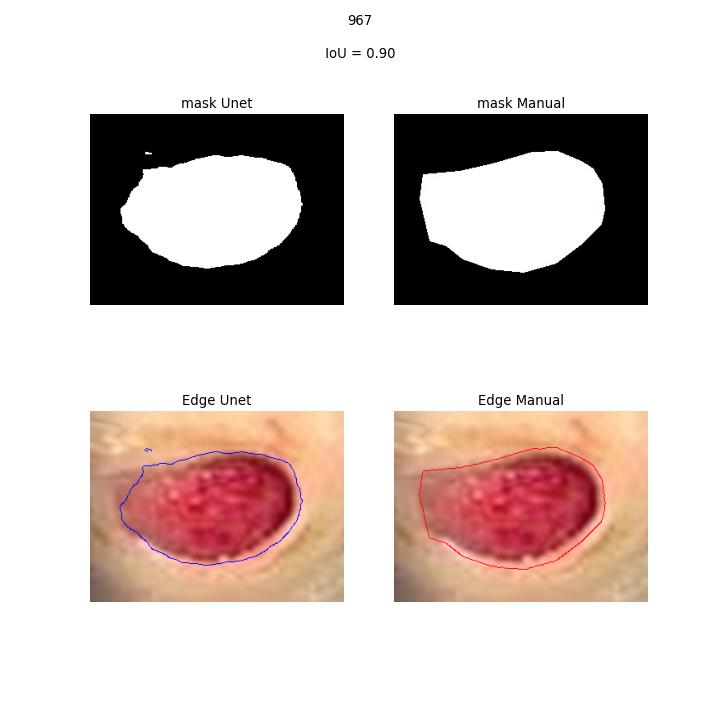 967
IoU = 0.90
mask Unet
mask Manual
Edge Unet
Edge Manual